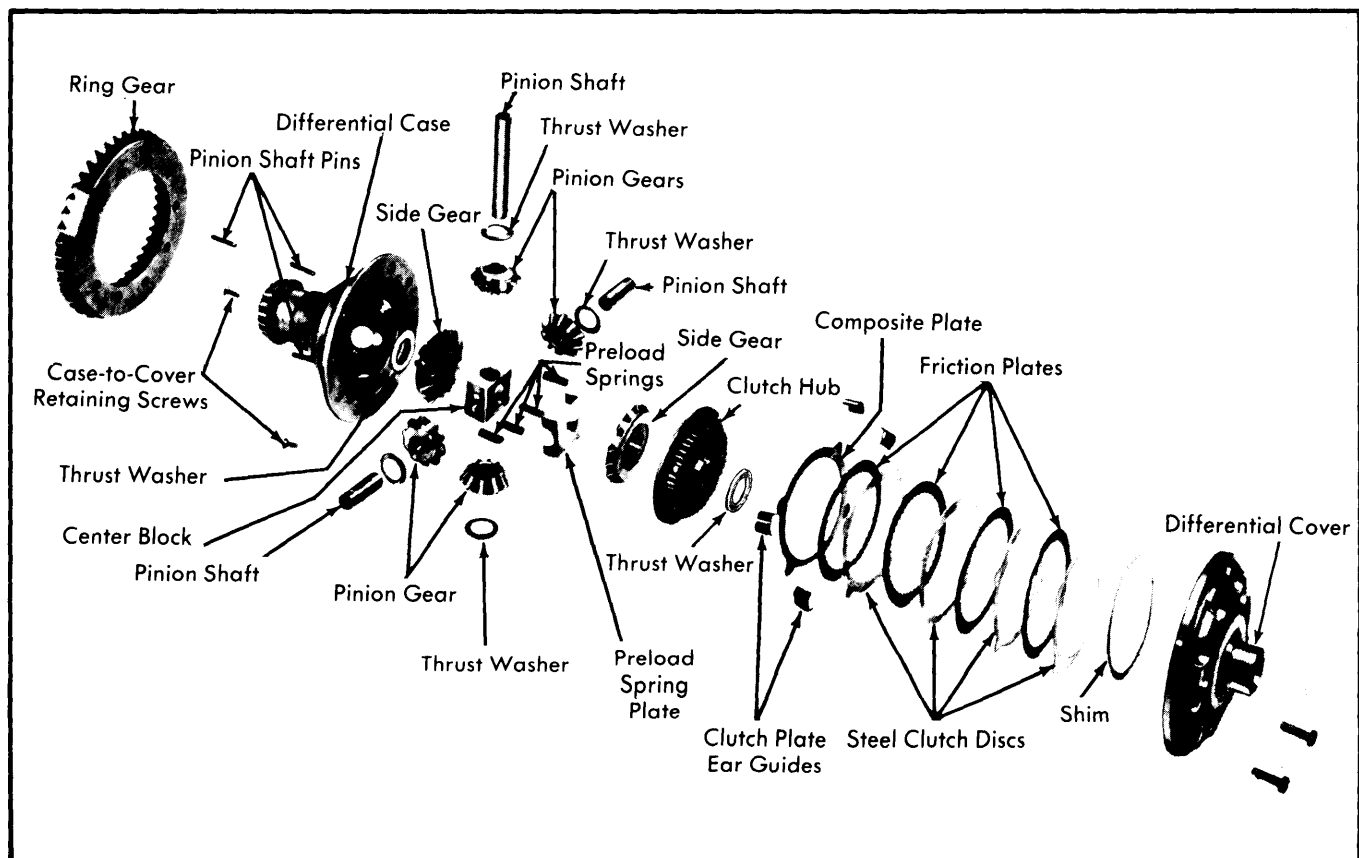 Pinion Shaft
Ring Gear
Differential Case
Thrust Washer
Pinion Shaft Pins
Pinion Gears
Side Gear
Thrust Washer
Pinion Shaft
Composite Plate
Side Gear
Preload
Springs
Friction Plates
Clutch Hub
Case-to-Cover
Retaining Screws
Thrust Washer
Differential Cover
Center Block
Thrust Washer
Pinion Shaft
Pinion Gear
Thrust Washer
Preload
Spring
Plate
Shim
Clutch Plate
Ear Guides
Steel Clutch Discs